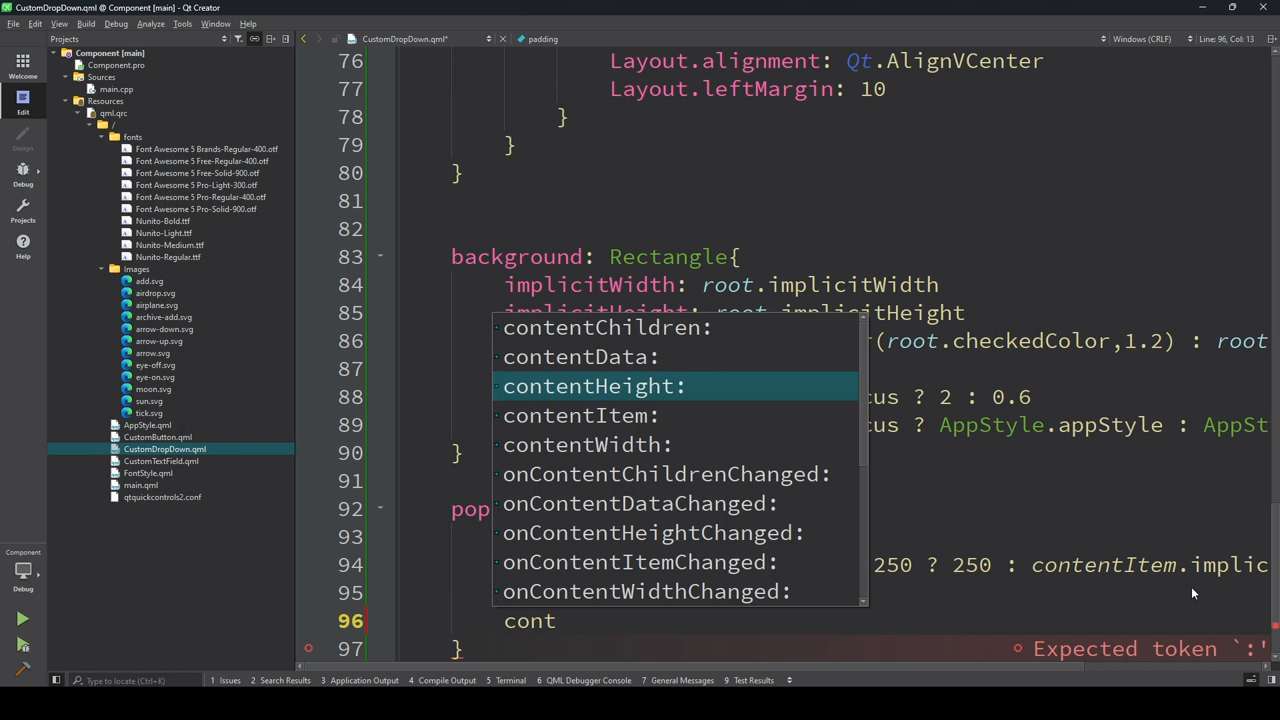 CustomDropDown.qml @ Component [main] - Qt Creator
File Edit View Build Debug Analyze Tools Window Help
Projects CustomDropDown.qml* padding Windows (CRLF) Line: 96, Col: 13
Welcome
Edit
Design
Debug
Projects
Help
Component
Debug
Component [main]
Component.pro
Sources
main.cpp
Resources
qml.qrc
/
fonts
Font Awesome 5 Brands-Regular-400.otf
Font Awesome 5 Free-Regular-400.otf
Font Awesome 5 Free-Solid-900.otf
Font Awesome 5 Pro-Light-300.otf
Font Awesome 5 Pro-Regular-400.otf
Font Awesome 5 Pro-Solid-900.otf
Nunito-Bold.ttf
Nunito-Light.ttf
Nunito-Medium.ttf
Nunito-Regular.ttf
Images
add.svg
airdrop.svg
airplane.svg
archive-add.svg
arrow-down.svg
arrow-up.svg
arrow.svg
eye-off.svg
eye-on.svg
moon.svg
sun.svg
tick.svg
AppStyle.qml
CustomButton.qml
CustomDropDown.qml
CustomTextField.qml
FontStyle.qml
main.qml
qtquickcontrols2.conf
76 Layout.alignment: Qt.AlignVCenter
77 Layout.leftMargin: 10
78 }
79 }
80 }
81
82
83 background: Rectangle{
84 implicitWidth: root.implicitWidth
85 implicitHeight: root.implicitHeight
86 r(root.checkedColor,1.2) : root
87
88 cus ? 2 : 0.6
89 cus ? AppStyle.appStyle : AppSt
90 }
91
92 pop
93
94 250 ? 250 : contentItem.implic
95
96 cont
97 } Expected token `:'
contentChildren:
contentData:
contentHeight:
contentItem:
contentWidth:
onContentChildrenChanged:
onContentDataChanged:
onContentHeightChanged:
onContentItemChanged:
onContentWidthChanged:
Type to locate (Ctrl+K) 1 Issues 2 Search Results 3 Application Output 4 Compile Output 5 Terminal 6 QML Debugger Console 7 General Messages 9 Test Results